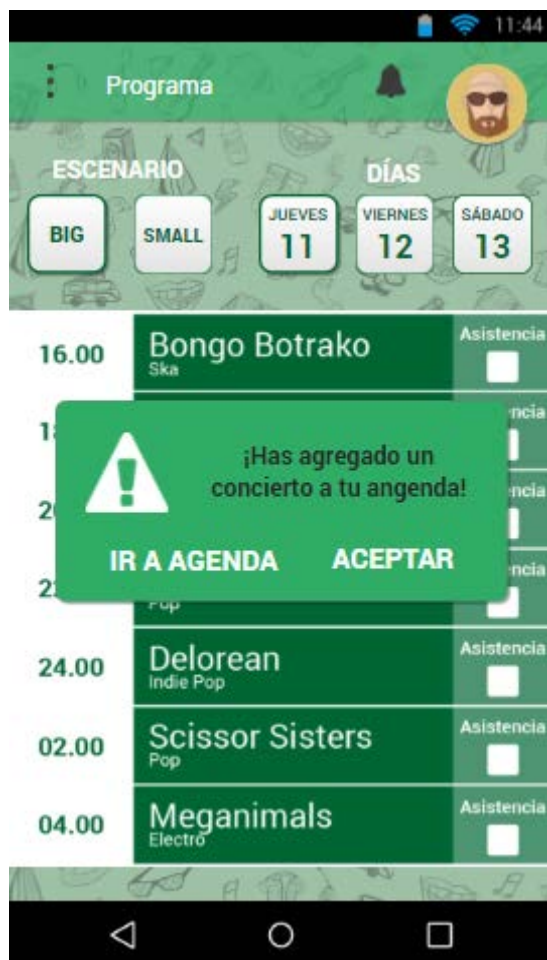 11:44
Programa
ESCENARIO
DÍAS
BIG
SMALL
JUEVES
11
VIERNES
12
SÁBADO
13
16.00
Bongo Botrako
Ska
Asistencia
¡Has agregado un
concierto a tu angenda!
IR A AGENDA
ACEPTAR
Pop
24.00
Delorean
Indie Pop
Asistencia
02.00
Scissor Sisters
Pop
Asistencia
04.00
Meganimals
Electro
Asistencia